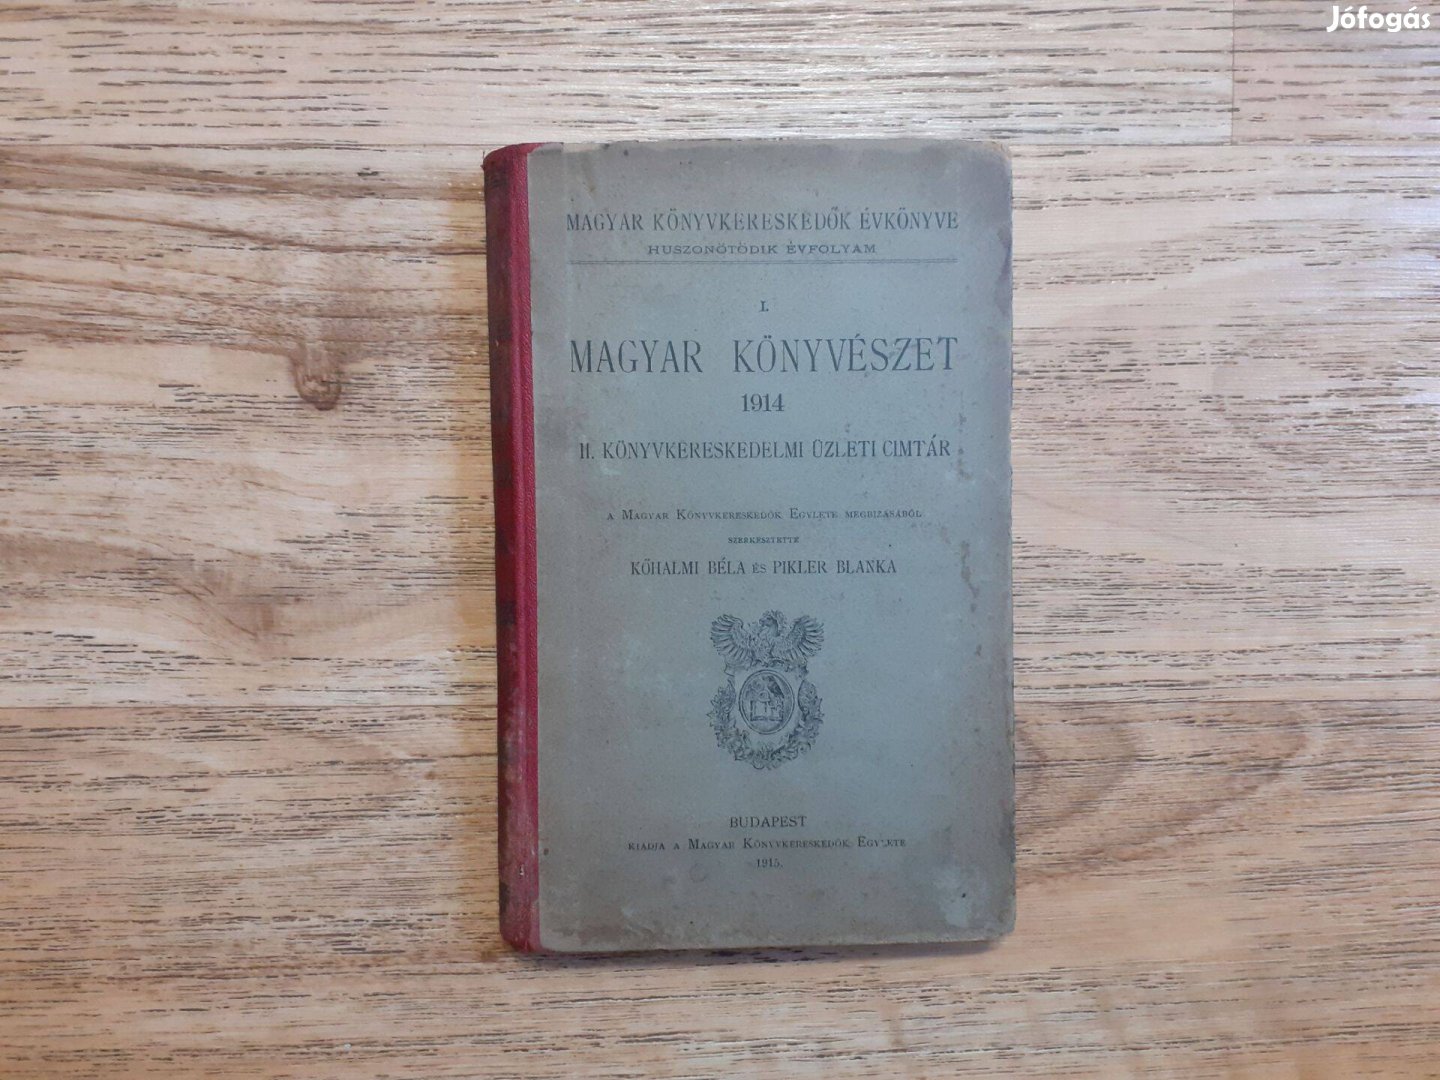 Jófogás
MAGYAR KÖNYVKERESKEDŐK ÉVKÖNYVE
HUSZONÖTÖDIK ÉVFOLYAM
I.
MAGYAR KÖNYVÉSZET
1914
II. KÖNYVKERESKEDELMI ÜZLETI CIMTÁR
A MAGYAR KÖNYVKERESKEDŐK EGYLETE MEGBIZÁSÁBÓL
SZERKESZTETTE
KŐHALMI BÉLA ÉS PIKLER BLANKA
BUDAPEST
KIADJA A MAGYAR KÖNYVKERESKEDŐK EGYLETE
1915.